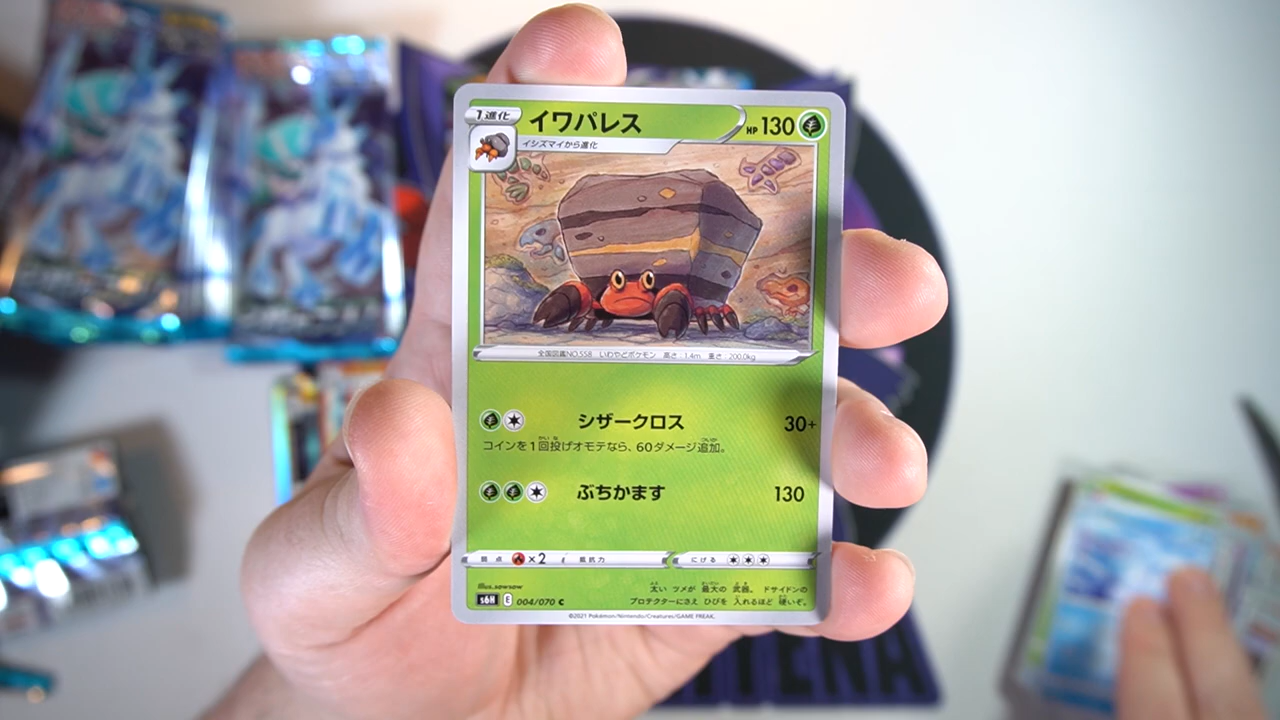 1進化
イワパレス
HP 130
イシズマイから進化
全国図鑑NO.558 いわやどポケモン 高さ:1.4m 重さ:200.0kg
シザークロス 30+
コインを1回投げオモテなら、60ダメージ追加。
ぶちかます 130
弱点 ×2 抵抗力 にげる
illus.sowsow
s6H E 004/070 C
太い ツメが 最大の 武器。 ドサイドンの
プロテクターにさえ ひびを 入れるほど 硬いぞ。
©2021 Pokémon/Nintendo/Creatures/GAME FREAK.